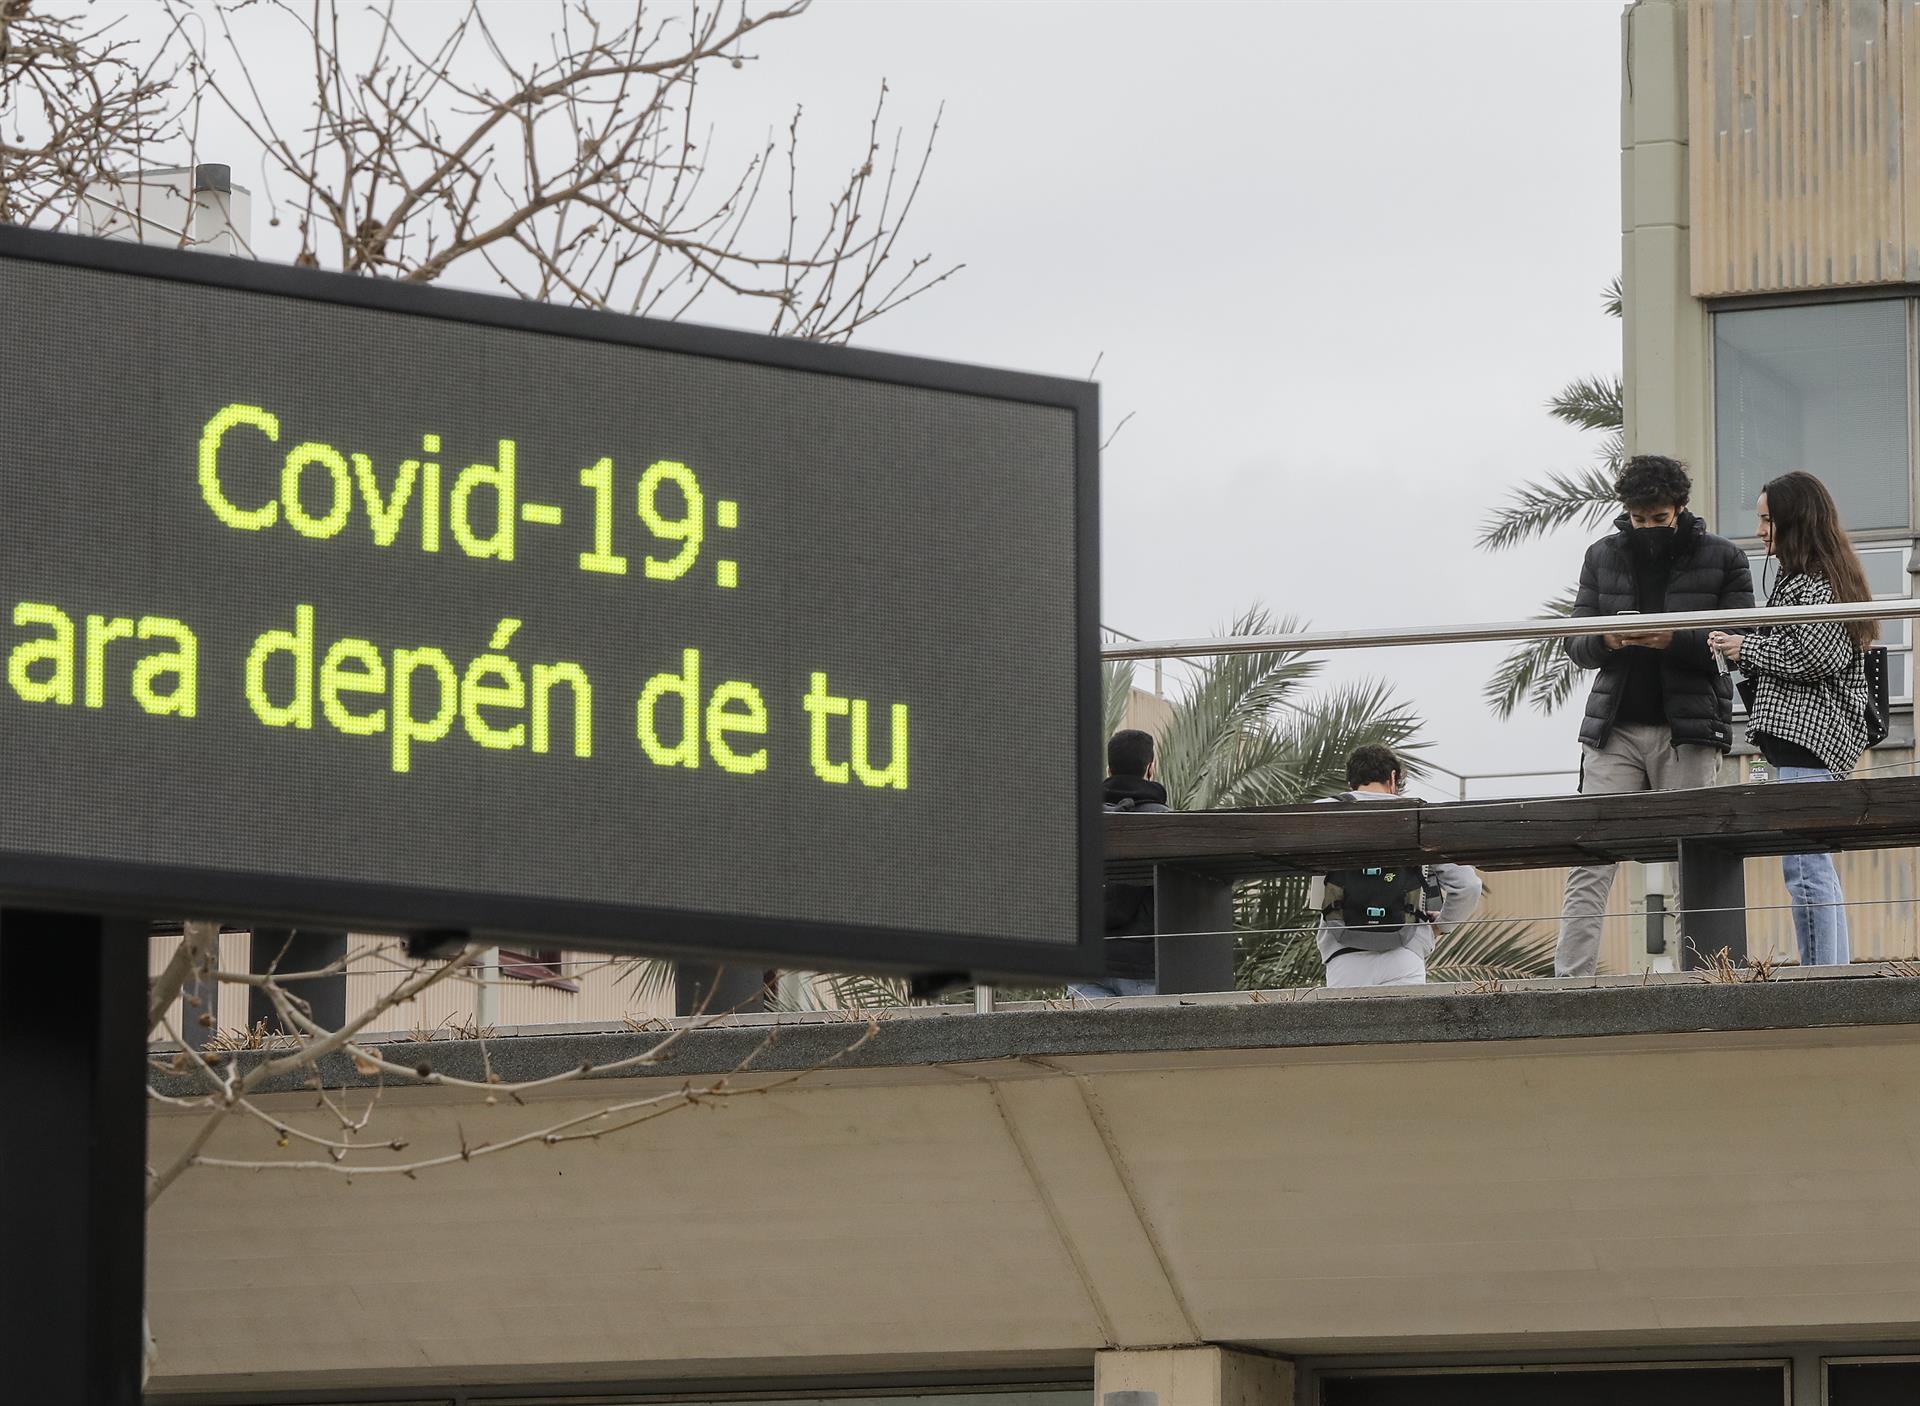 Covid-19:
ara depén de tu